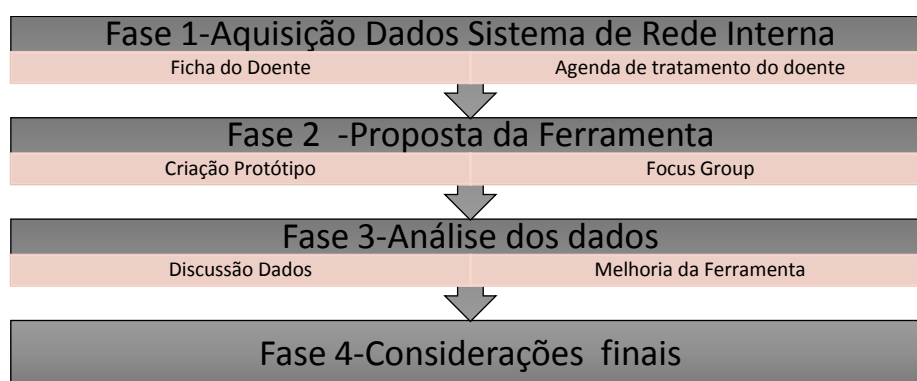 Fase 1-Aquisição Dados Sistema de Rede Interna
Ficha do Doente
Agenda de tratamento do doente
Fase 2 -Proposta da Ferramenta
Criação Protótipo
Focus Group
Fase 3-Análise dos dados
Discussão Dados
Melhoria da Ferramenta
Fase 4-Considerações finais